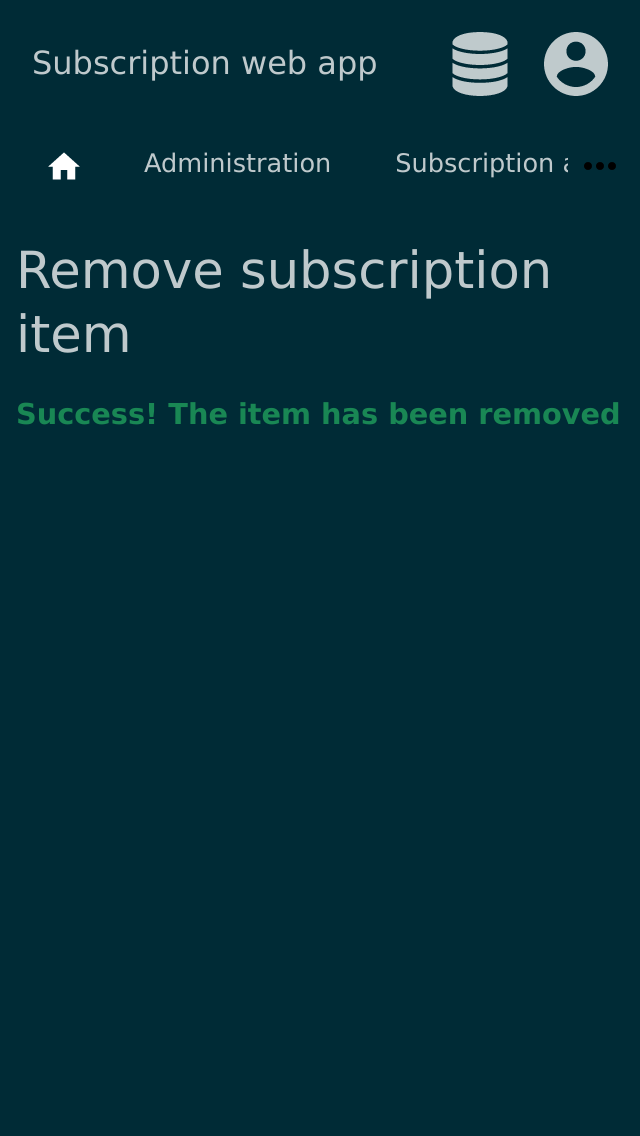 Subscription web app
Administration
Subscription
Remove subscription
item
Success! The item has been removed